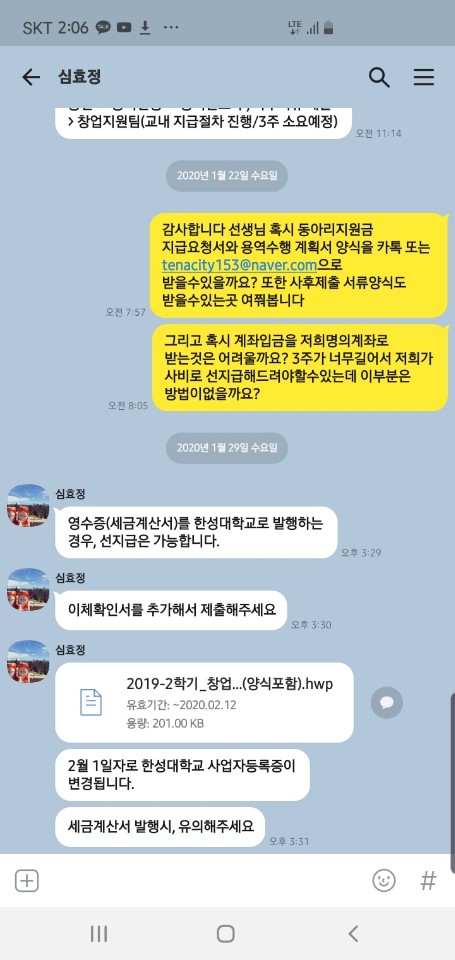 SKT 2:06
LTE
심효정
> 창업지원팀(교내 지급절차 진행/3주 소요예정)
오전 11:14
2020년 1월 22일 수요일
감사합니다 선생님 혹시 동아리지원금
지급요청서와 용역수행 계획서 양식을 카톡 또는
tenacity153@naver.com으로
받을수있을까요? 또한 사후제출 서류양식도
받을수있는곳 여쭤봅니다
오전 7:57
그리고 혹시 계좌입금을 저희명의계좌로
받는것은 어려울까요? 3주가 너무길어서 저희가
사비로 선지급해드려야할수있는데 이부분은
방법이없을까요?
오전 8:05
2020년 1월 29일 수요일
심효정
영수증(세금계산서)를 한성대학교로 발행하는
경우, 선지급은 가능합니다.
오후 3:29
심효정
이체확인서를 추가해서 제출해주세요
오후 3:30
심효정
2019-2학기_창업...(양식포함).hwp
유효기간: ~2020.02.12
용량: 201.00 KB
2월 1일자로 한성대학교 사업자등록증이
변경됩니다.
세금계산서 발행시, 유의해주세요
오후 3:31
#